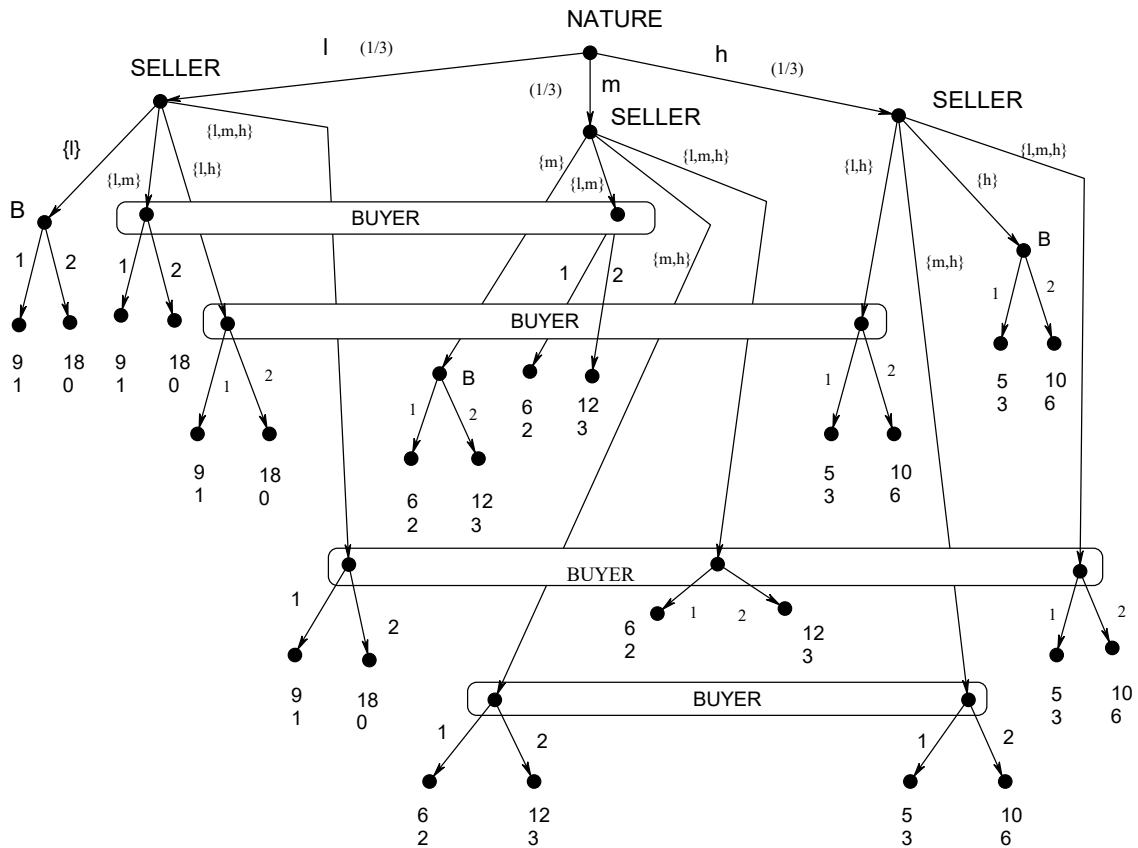 NATURE
l (1/3)
h
(1/3)
SELLER
(1/3) m
SELLER
SELLER
{l}
{l,m,h}
{l,m}
{l,h}
{m}
{l,m}
{l,m,h}
{l,h}
{h}
{l,m,h}
B
BUYER
B
1 2
1 2
{m,h}
1 2
{m,h}
1 2
BUYER
9 18
1 0
9 18
1 0
1 2
B
1 2
6 12
2 3
1 2
5 10
3 6
9 18
1 0
6 12
2 3
5 10
3 6
BUYER
1 2
1 2
1 2
6 12
2 3
9 18
1 0
5 10
3 6
BUYER
1 2
1 2
6 12
2 3
5 10
3 6